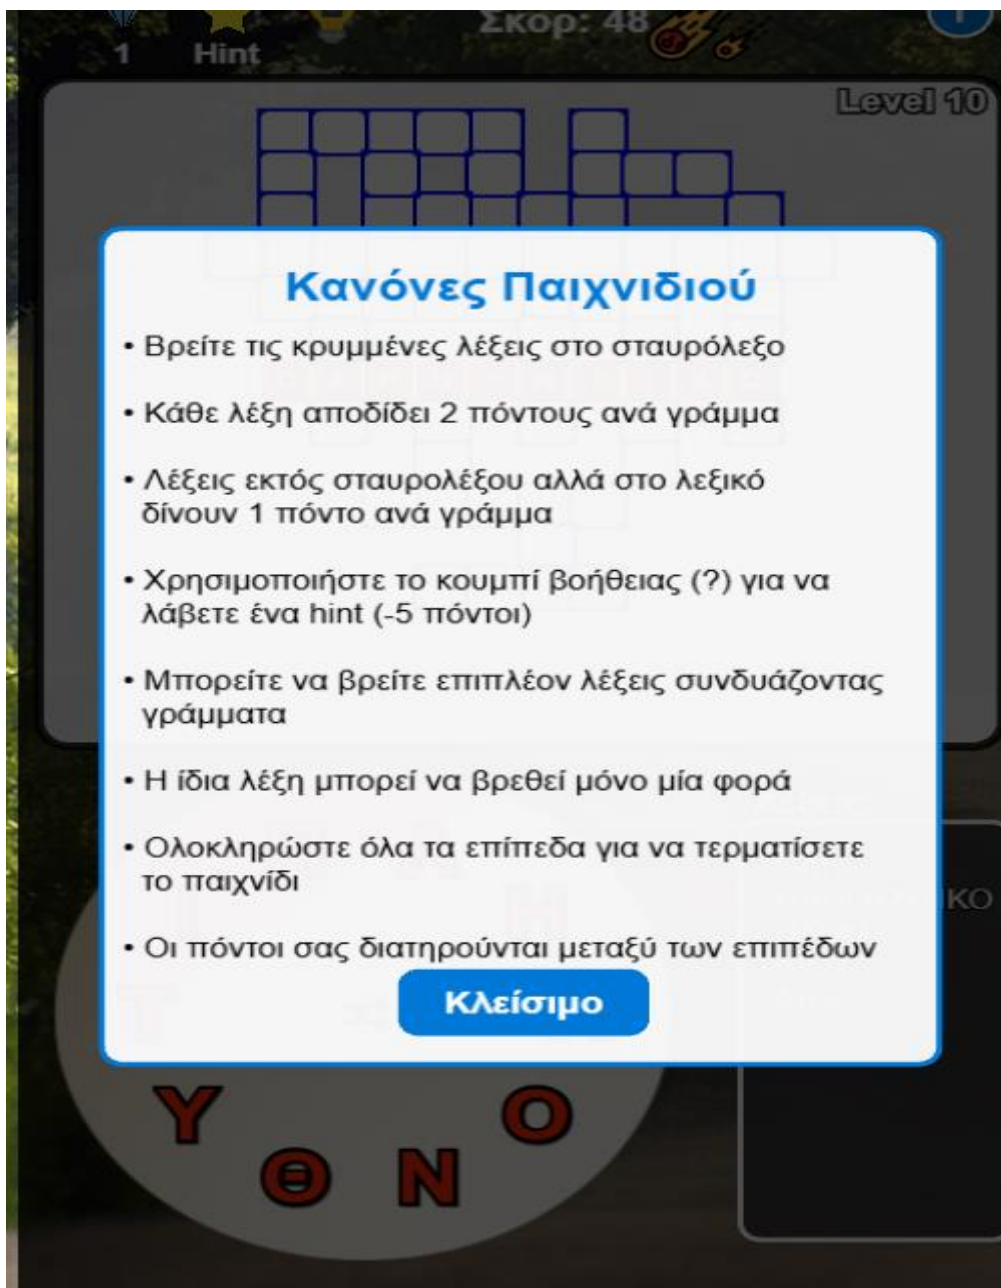 1
Hint
Σκορ: 48
Level 10
Κανόνες Παιχνιδιού
• Βρείτε τις κρυμμένες λέξεις στο σταυρόλεξο
• Κάθε λέξη αποδίδει 2 πόντους ανά γράμμα
• Λέξεις εκτός σταυρολέξου αλλά στο λεξικό
δίνουν 1 πόντο ανά γράμμα
• Χρησιμοποιήστε το κουμπί βοήθειας (?) για να
λάβετε ένα hint (-5 πόντοι)
• Μπορείτε να βρείτε επιπλέον λέξεις συνδυάζοντας
γράμματα
• Η ίδια λέξη μπορεί να βρεθεί μόνο μία φορά
• Ολοκληρώστε όλα τα επίπεδα για να τερματίσετε
το παιχνίδι
• Οι πόντοι σας διατηρούνται μεταξύ των επιπέδων
Κλείσιμο
Υ
Ο
Θ
Ν